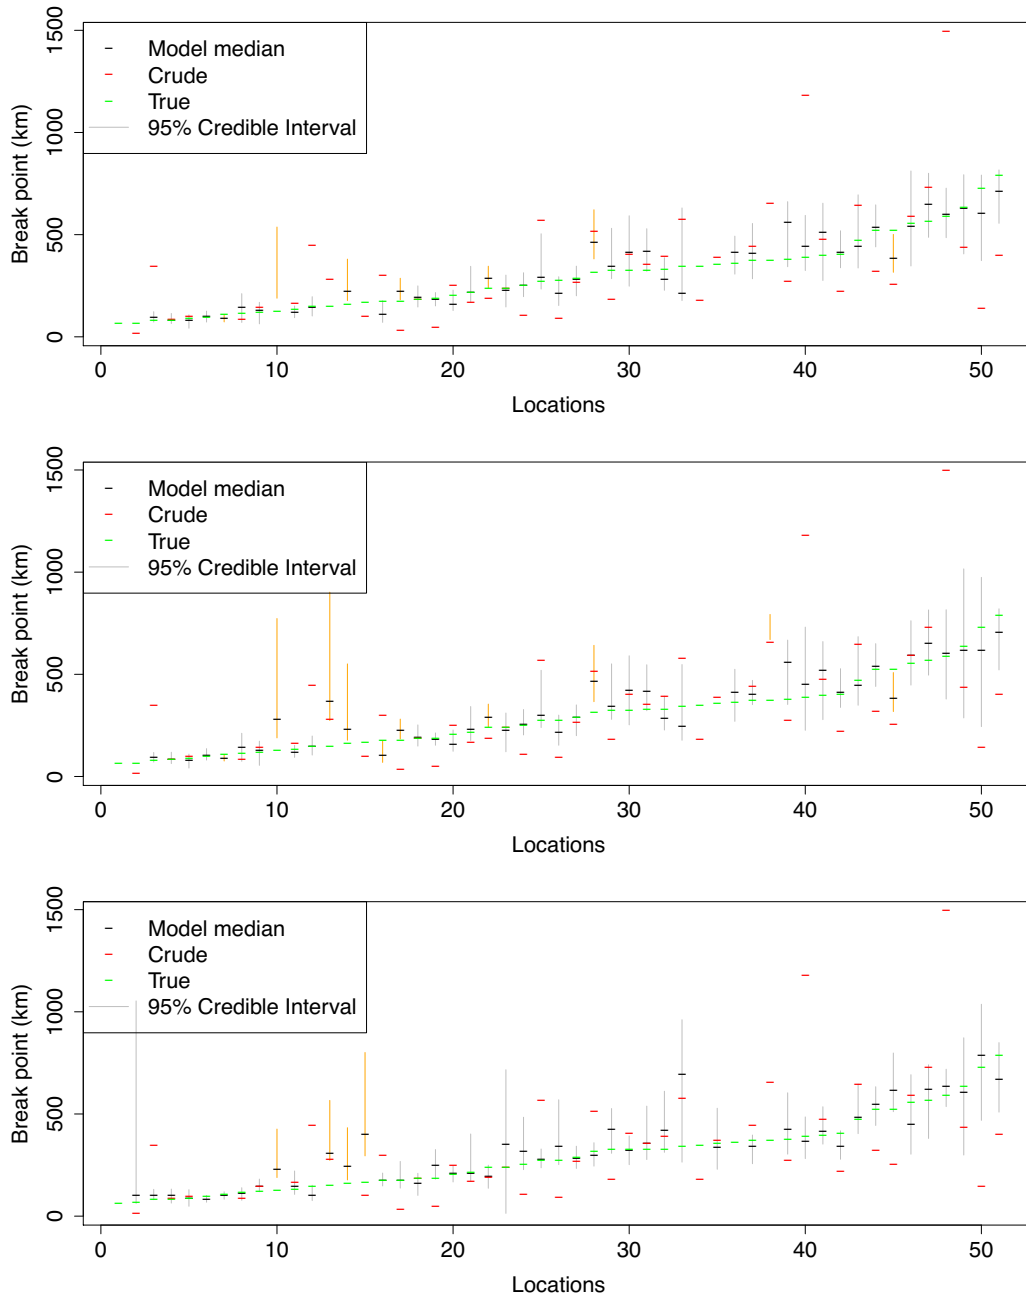 1500
1000
500
0
Break point (km)
Model median
Crude
True
95% Credible Interval
0 10 20 30 40 50
Locations
1500
1000
500
0
Break point (km)
Model median
Crude
True
95% Credible Interval
0 10 20 30 40 50
Locations
1500
1000
500
0
Break point (km)
Model median
Crude
True
95% Credible Interval
0 10 20 30 40 50
Locations